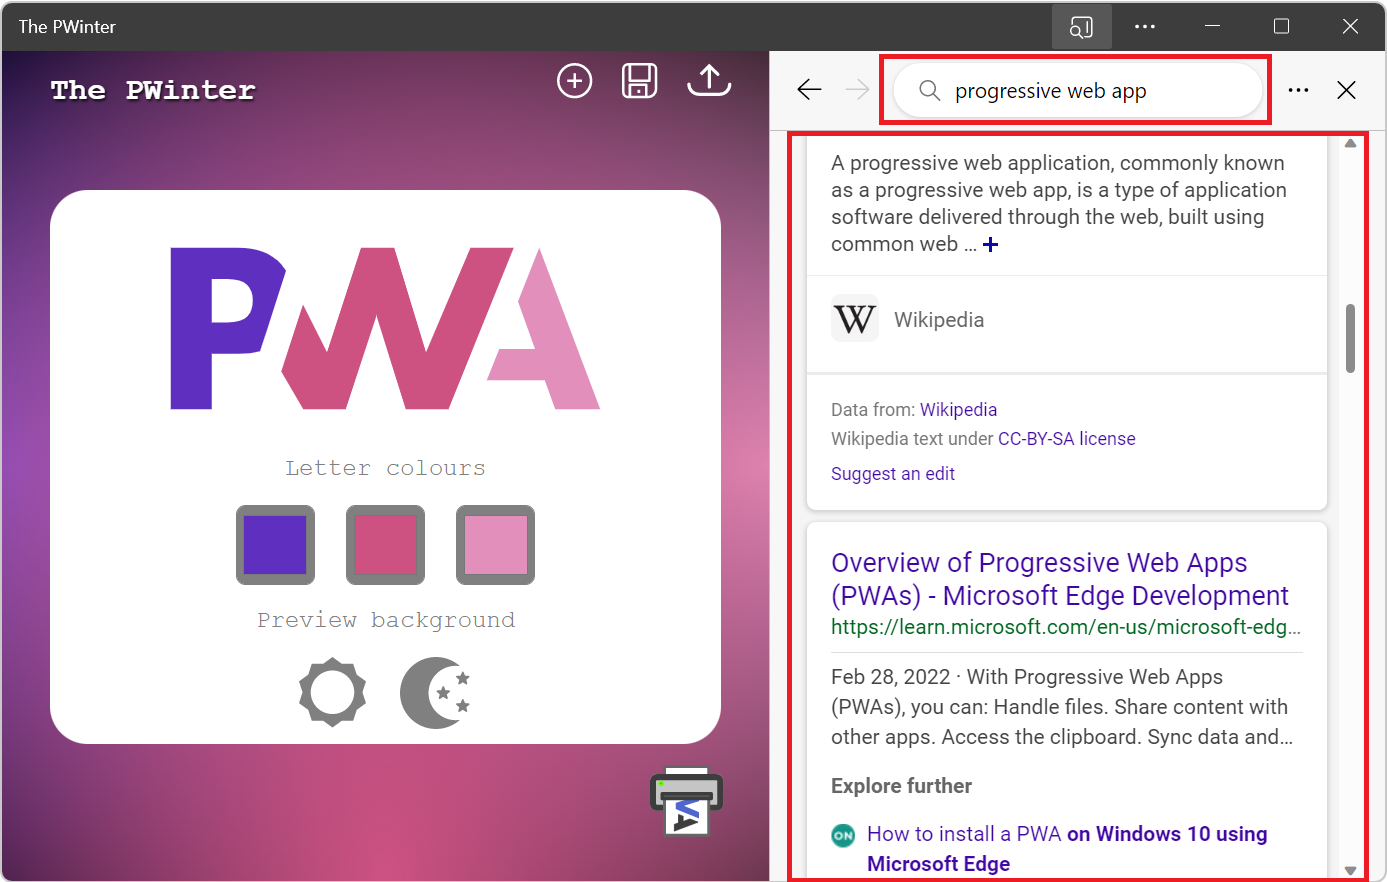 The PWinter
The PWinter
PWA
Letter colours
Preview background
WA
progressive web app
A progressive web application, commonly known
as a progressive web app, is a type of application
software delivered through the web, built using
common web ... +
W Wikipedia
Data from: Wikipedia
Wikipedia text under CC-BY-SA license
Suggest an edit
Overview of Progressive Web Apps
(PWAs) - Microsoft Edge Development
https://learn.microsoft.com/en-us/microsoft-edg...
Feb 28, 2022 · With Progressive Web Apps
(PWAs), you can: Handle files. Share content with
other apps. Access the clipboard. Sync data and...
Explore further
ON How to install a PWA on Windows 10 using
Microsoft Edge